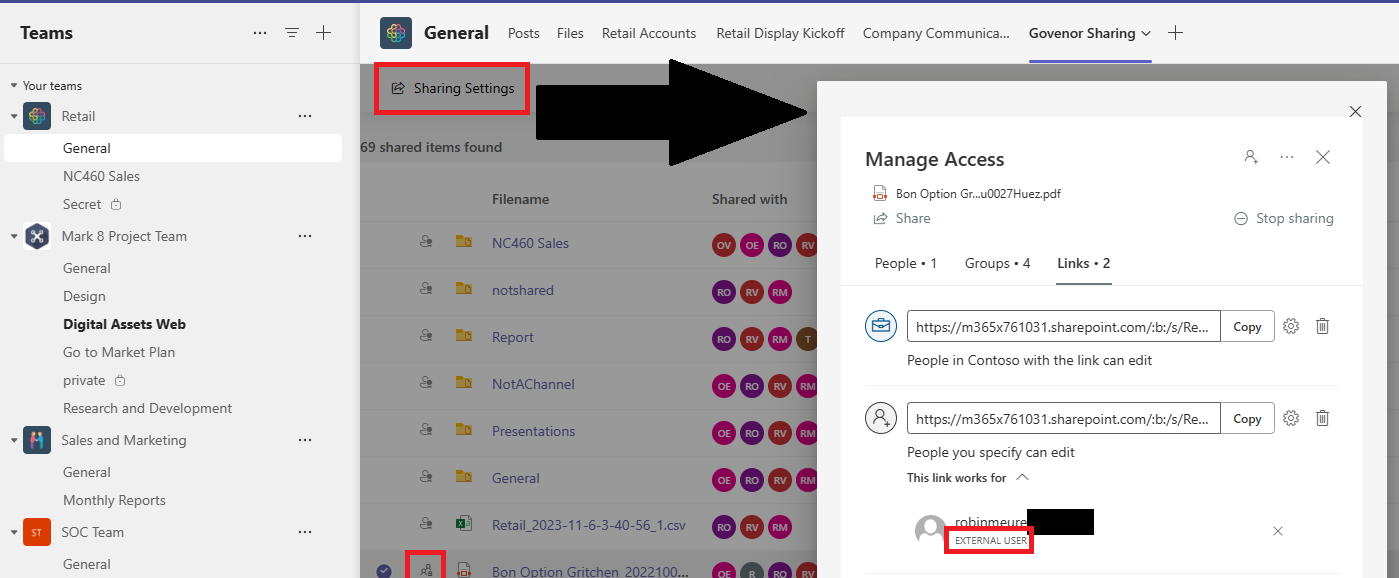 Teams
Your teams
Retail
General
NC460 Sales
Secret
Mark 8 Project Team
General
Design
Digital Assets Web
Go to Market Plan
private
Research and Development
Sales and Marketing
General
Monthly Reports
ST
SOC Team
General
General Posts Files Retail Accounts Retail Display Kickoff Company Communica... Govenor Sharing
Sharing Settings
69 shared items found
Filename Shared with
NC460 Sales OV OE RO RV
notshared RO RV RM
Report RO RV RM T
NotAChannel OE RO RV RM
Presentations OE RO RV RM
General OE RO RV RM
Retail_2023-11-6-3-40-56_1.csv RO RV RM
Bon Option Gritchen_2022100... OE R RO RV
Manage Access
Bon Option Gr...u0027Huez.pdf
Share Stop sharing
People • 1 Groups • 4 Links • 2
https://m365x761031.sharepoint.com/:b:/s/Re... Copy
People in Contoso with the link can edit
https://m365x761031.sharepoint.com/:b:/s/Re... Copy
People you specify can edit
This link works for
robinmeure
EXTERNAL USER